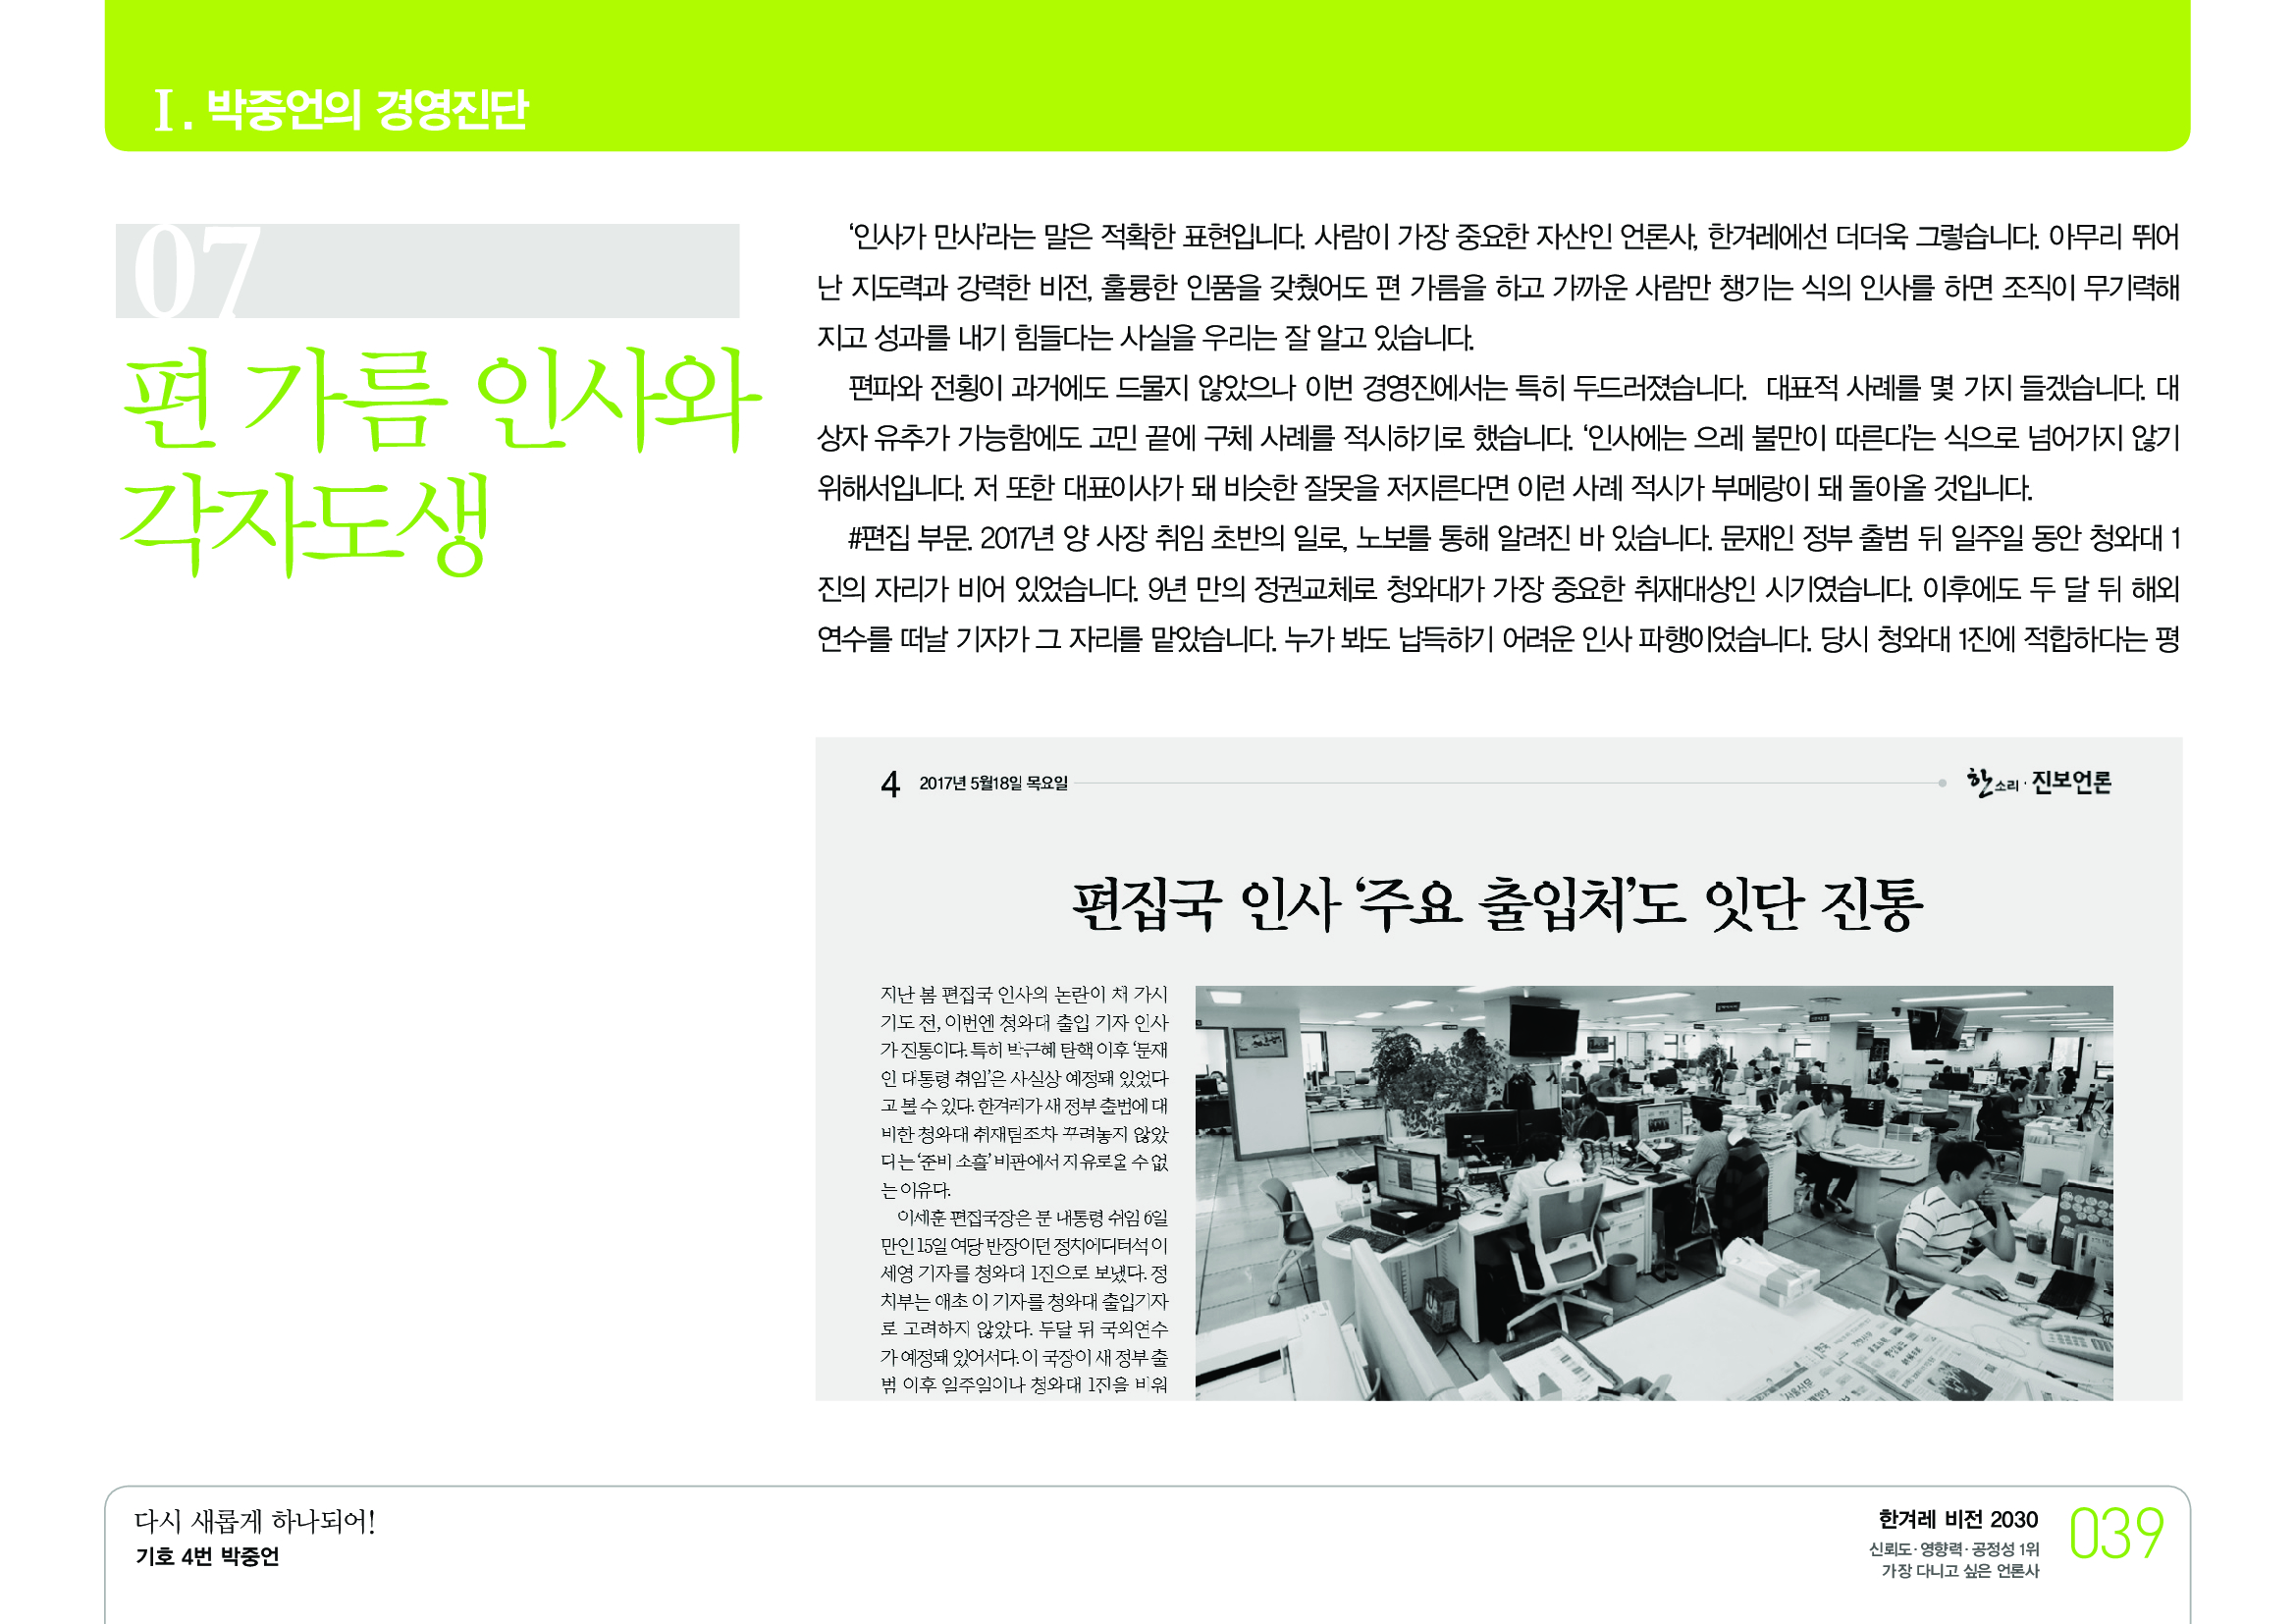 I. 박중언의 경영진단
07
편 가름 인사와
각자도생
‘인사가 만사’라는 말은 적확한 표현입니다. 사람이 가장 중요한 자산인 언론사, 한겨레에선 더더욱 그렇습니다. 아무리 뛰어
난 지도력과 강력한 비전, 훌륭한 인품을 갖췄어도 편 가름을 하고 가까운 사람만 챙기는 식의 인사를 하면 조직이 무기력해
지고 성과를 내기 힘들다는 사실을 우리는 잘 알고 있습니다.
편파와 전횡이 과거에도 드물지 않았으나 이번 경영진에서는 특히 두드러졌습니다. 대표적 사례를 몇 가지 들겠습니다. 대
상자 유추가 가능함에도 고민 끝에 구체 사례를 적시하기로 했습니다. ‘인사에는 으레 불만이 따른다’는 식으로 넘어가지 않기
위해서입니다. 저 또한 대표이사가 돼 비슷한 잘못을 저지른다면 이런 사례 적시가 부메랑이 돼 돌아올 것입니다.
#편집 부문. 2017년 양 사장 취임 초반의 일로, 노보를 통해 알려진 바 있습니다. 문재인 정부 출범 뒤 일주일 동안 청와대 1
진의 자리가 비어 있었습니다. 9년 만의 정권교체로 청와대가 가장 중요한 취재대상인 시기였습니다. 이후에도 두 달 뒤 해외
연수를 떠날 기자가 그 자리를 맡았습니다. 누가 봐도 납득하기 어려운 인사 파행이었습니다. 당시 청와대 1진에 적합하다는 평
4 2017년 5월18일 목요일
한소리 · 진보언론
편집국 인사 ‘주요 출입처’도 잇단 진통
지난 봄 편집국 인사의 논란이 채 가시
기도 전, 이번엔 청와대 출입 기자 인사
가 진통이다. 특히 박근혜 탄핵 이후 ‘문재
인 대통령 취임’은 사실상 예정돼 있었다
고 볼 수 있다. 한겨레가 새 정부 출범에 대
비한 청와대 취재팀조차 꾸려놓지 않았
다는 ‘준비 소홀’ 비판에서 자유로울 수 없
는 이유다.
이세훈 편집국장은 문 대통령 취임 6일
만인 15일 여당 반장이던 정치에디터석 이
세영 기자를 청와대 1진으로 보냈다. 정
치부는 애초 이 기자를 청와대 출입기자
로 고려하지 않았다. 두달 뒤 국외연수
가 예정돼 있어서다. 이 국장이 새 정부 출
범 이후 일주일이나 청와대 1진을 비워
다시 새롭게 하나되어!
기호 4번 박중언
한겨레 비전 2030
신뢰도·영향력·공정성 1위
가장 다니고 싶은 언론사
039